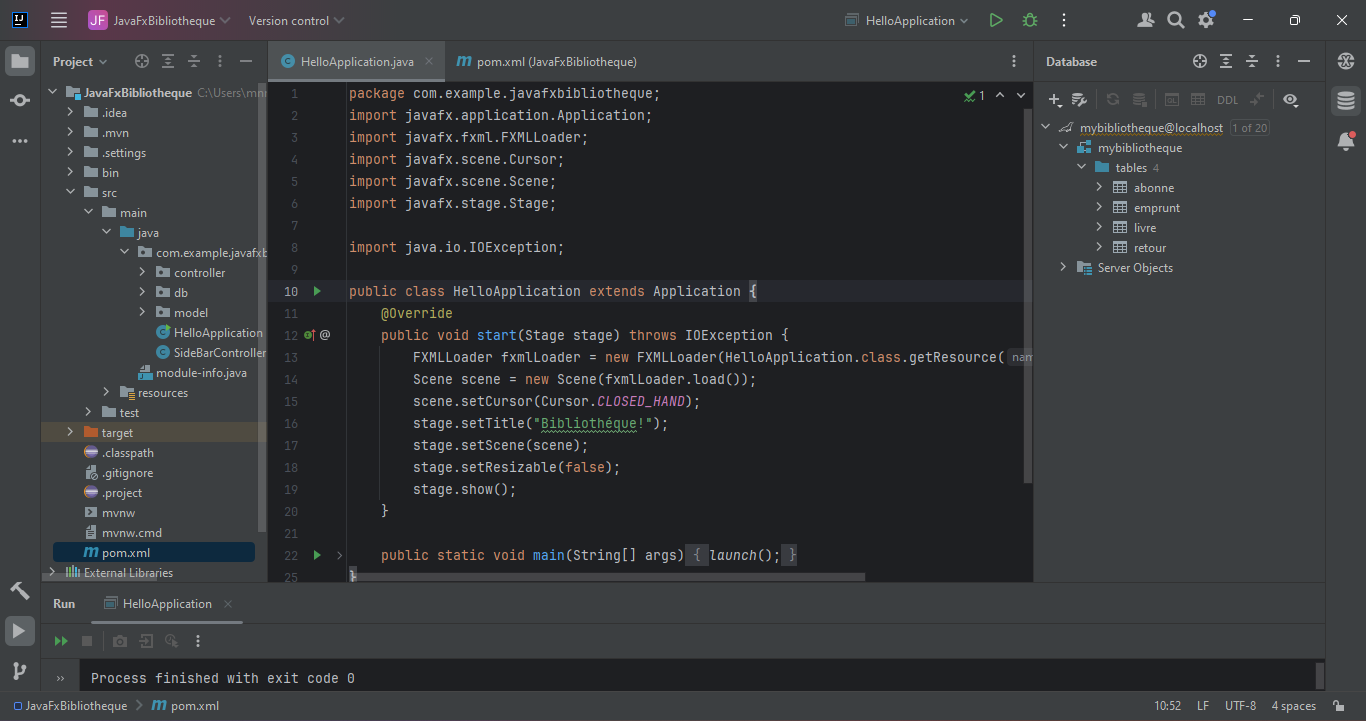 JF JavaFxBibliotheque Version control HelloApplication
Project
HelloApplication.java
pom.xml (JavaFxBibliotheque)
Database
JavaFxBibliotheque C:\Users\mnr
.idea
.mvn
.settings
bin
src
main
java
com.example.javafxb
controller
db
model
HelloApplication
SideBarController
module-info.java
resources
test
target
.classpath
.gitignore
.project
mvnw
mvnw.cmd
pom.xml
External Libraries
1 package com.example.javafxbibliotheque;
2 import javafx.application.Application;
3 import javafx.fxml.FXMLLoader;
4 import javafx.scene.Cursor;
5 import javafx.scene.Scene;
6 import javafx.stage.Stage;
7
8 import java.io.IOException;
9
10 public class HelloApplication extends Application {
11 @Override
12 @ public void start(Stage stage) throws IOException {
13 FXMLLoader fxmlLoader = new FXMLLoader(HelloApplication.class.getResource( nam
14 Scene scene = new Scene(fxmlLoader.load());
15 scene.setCursor(Cursor.CLOSED_HAND);
16 stage.setTitle("Bibliothéque!");
17 stage.setScene(scene);
18 stage.setResizable(false);
19 stage.show();
20 }
21
22 public static void main(String[] args) { launch(); }
25 }
1
DDL
mybibliotheque@localhost 1 of 20
mybibliotheque
tables 4
abonne
emprunt
livre
retour
Server Objects
Run HelloApplication
Process finished with exit code 0
JavaFxBibliotheque pom.xml
10:52 LF UTF-8 4 spaces